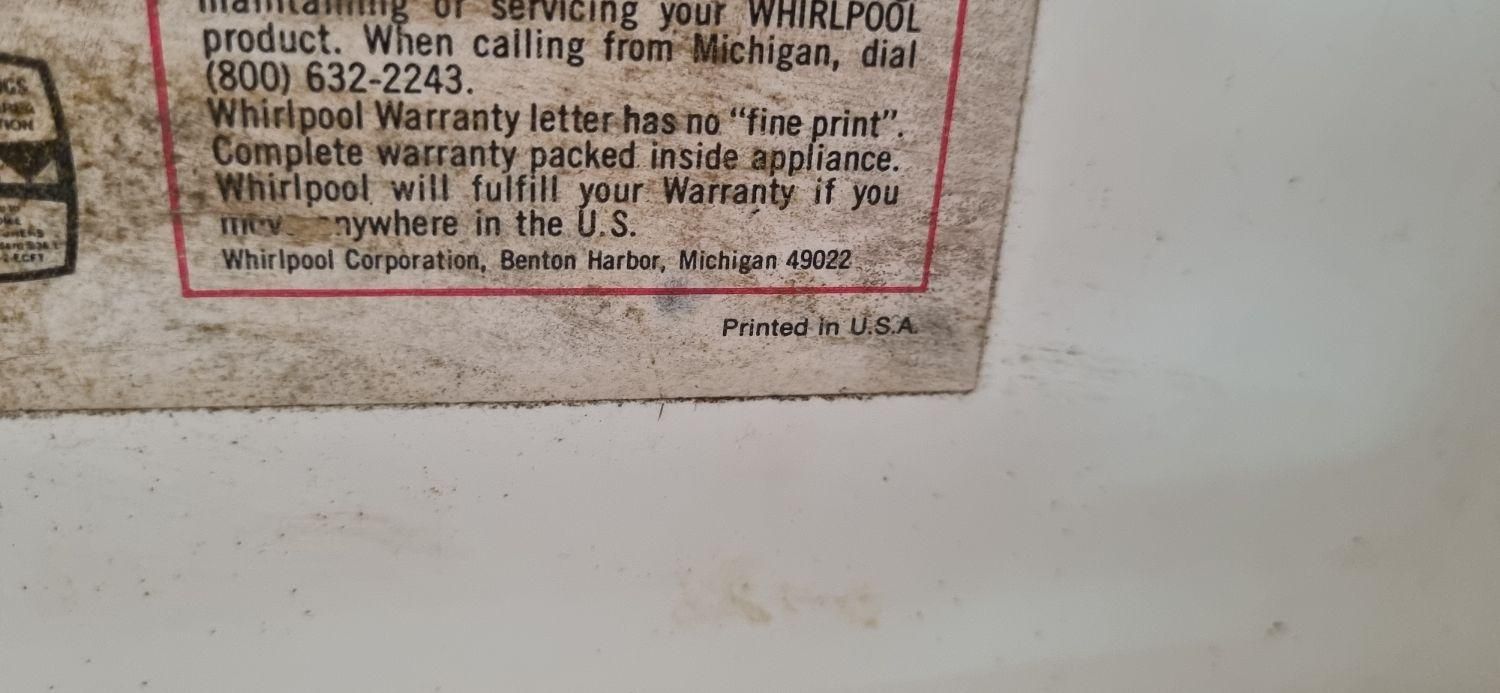 maintaining or servicing your WHIRLPOOL
product. When calling from Michigan, dial
(800) 632-2243.
Whirlpool Warranty letter has no “fine print”.
Complete warranty packed inside appliance.
Whirlpool will fulfill your Warranty if you
in the U.S.
Whirlpool Corporation, Benton Harbor, Michigan 49022
Printed in U.S.A.